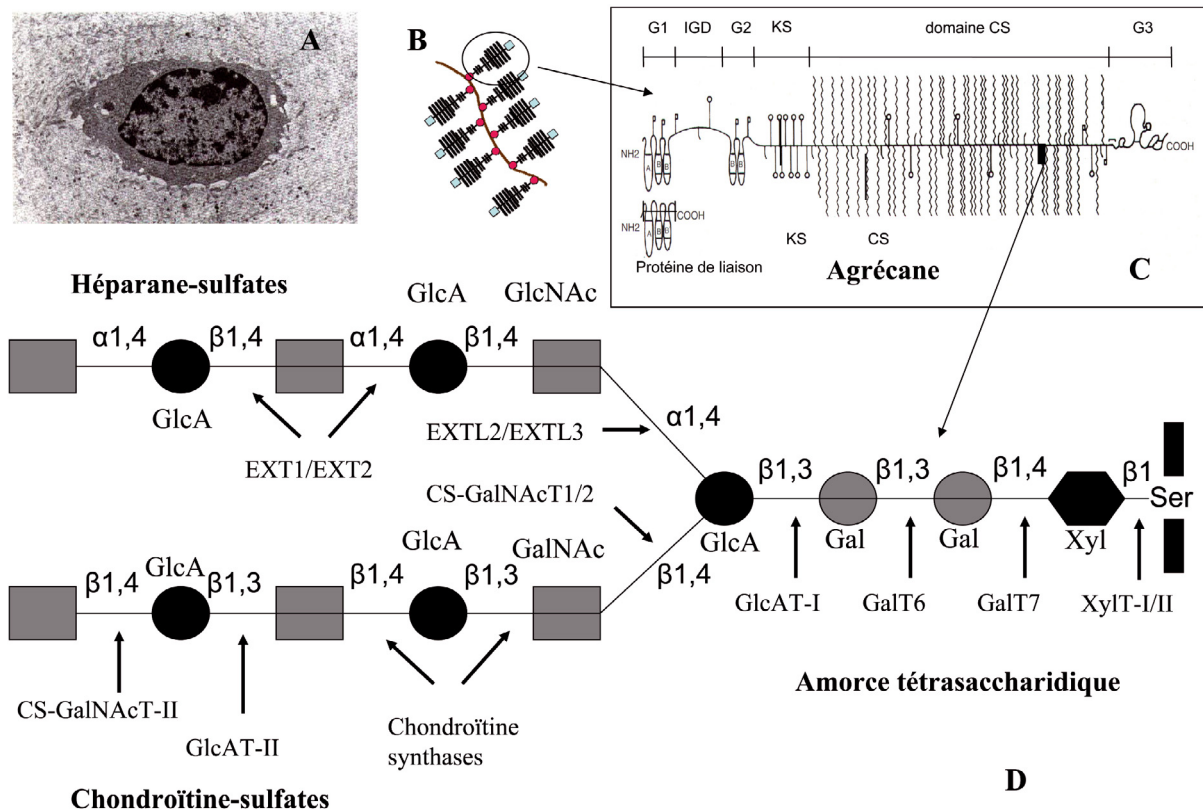 A
B
G1 IGD G2 KS domaine CS G3
NH2
A B B B B
COOH
NH2
A B B
COOH
KS CS
Protéine de liaison
Agrécane
C
Héparane-sulfates
GlcA GlcNAc
α1,4 β1,4 α1,4 β1,4
GlcA
EXT1/EXT2
EXTL2/EXTL3
α1,4
CS-GalNAcT1/2
β1,3 β1,3 β1,4 β1
Ser
GlcA Gal Gal Xyl
GlcAT-I GalT6 GalT7 XylT-I/II
Amorce tétrasaccharidique
β1,4
GlcA GlcA GalNAc
β1,4 β1,3 β1,4 β1,3
CS-GalNAcT-II
GlcAT-II
Chondroïtine
synthases
Chondroïtine-sulfates
D